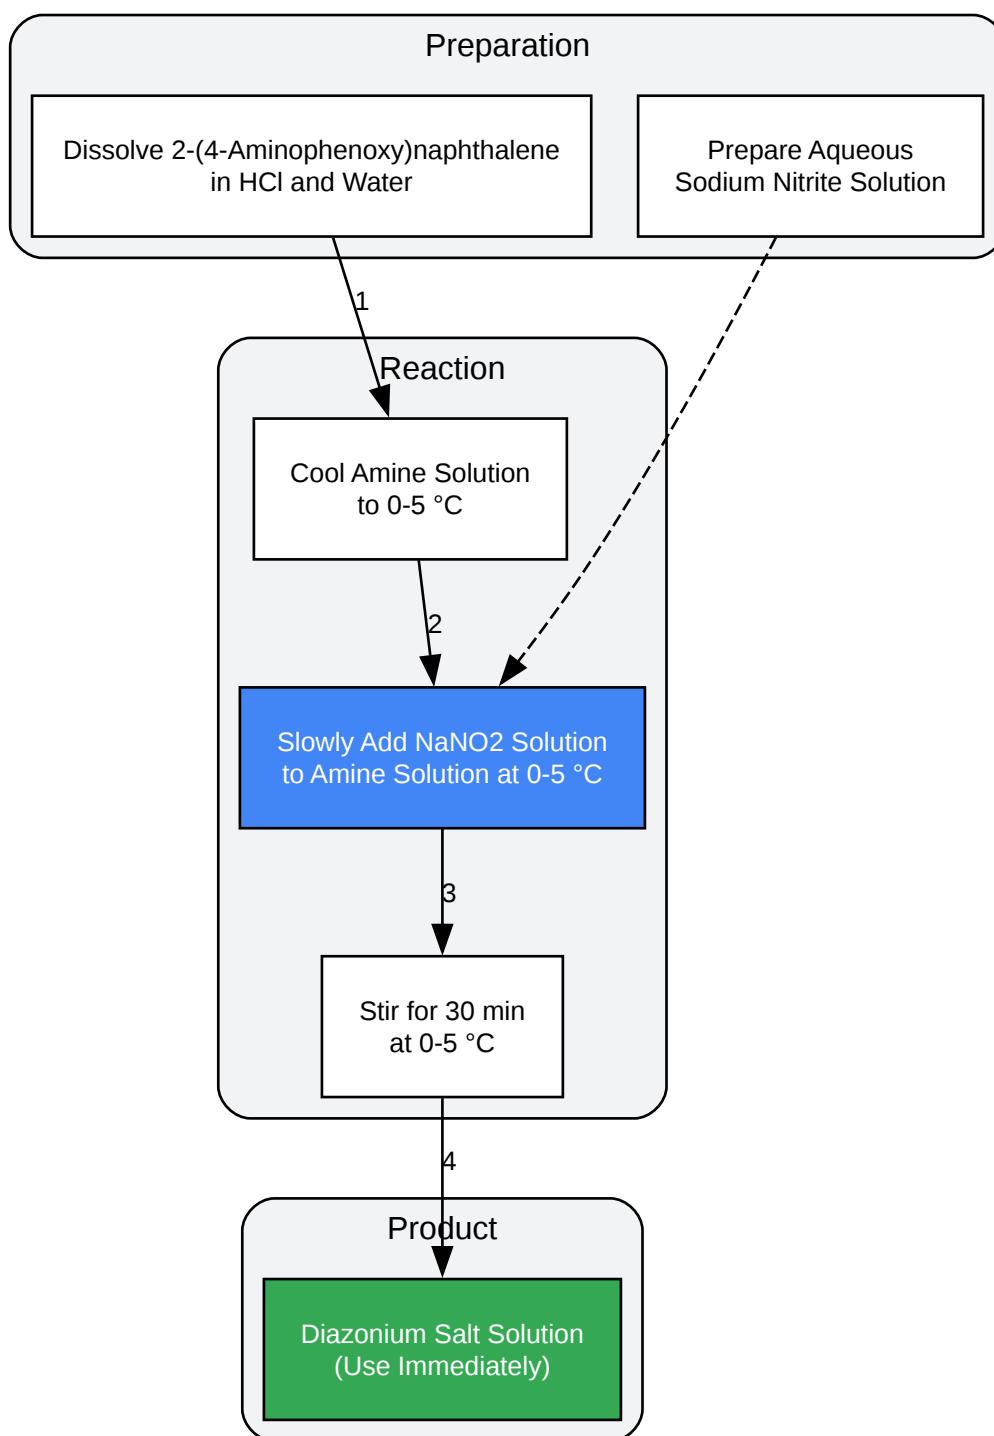 Preparation
Dissolve 2-(4-Aminophenoxy)naphthalene
in HCl and Water
Prepare Aqueous
Sodium Nitrite Solution
1
Reaction
Cool Amine Solution
to 0-5 °C
2
Slowly Add NaNO2 Solution
to Amine Solution at 0-5 °C
3
Stir for 30 min
at 0-5 °C
4
Product
Diazonium Salt Solution
(Use Immediately)